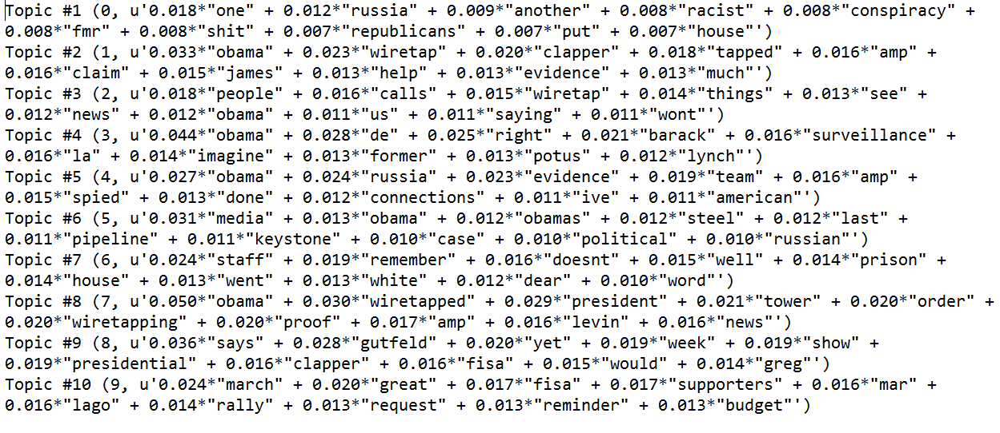 Topic #1 (0, u'0.018*"one" + 0.012*"russia" + 0.009*"another" + 0.008*"racist" + 0.008*"conspiracy" +
0.008*"fmr" + 0.008*"shit" + 0.007*"republicans" + 0.007*"put" + 0.007*"house"')
Topic #2 (1, u'0.033*"obama" + 0.023*"wiretap" + 0.020*"clapper" + 0.018*"tapped" + 0.016*"amp" +
0.016*"claim" + 0.015*"james" + 0.013*"help" + 0.013*"evidence" + 0.013*"much"')
Topic #3 (2, u'0.018*"people" + 0.016*"calls" + 0.015*"wiretap" + 0.014*"things" + 0.013*"see" +
0.012*"news" + 0.012*"obama" + 0.011*"us" + 0.011*"saying" + 0.011*"wont"')
Topic #4 (3, u'0.044*"obama" + 0.028*"de" + 0.025*"right" + 0.021*"barack" + 0.016*"surveillance" +
0.016*"la" + 0.014*"imagine" + 0.013*"former" + 0.013*"potus" + 0.012*"lynch"')
Topic #5 (4, u'0.027*"obama" + 0.024*"russia" + 0.023*"evidence" + 0.019*"team" + 0.016*"amp" +
0.015*"spied" + 0.013*"done" + 0.012*"connections" + 0.011*"ive" + 0.011*"american"')
Topic #6 (5, u'0.031*"media" + 0.013*"obama" + 0.012*"obamas" + 0.012*"steel" + 0.012*"last" +
0.011*"pipeline" + 0.011*"keystone" + 0.010*"case" + 0.010*"political" + 0.010*"russian"')
Topic #7 (6, u'0.024*"staff" + 0.019*"remember" + 0.016*"doesnt" + 0.015*"well" + 0.014*"prison" +
0.014*"house" + 0.013*"went" + 0.013*"white" + 0.012*"dear" + 0.010*"word"')
Topic #8 (7, u'0.050*"obama" + 0.030*"wiretapped" + 0.029*"president" + 0.021*"tower" + 0.020*"order" +
0.020*"wiretapping" + 0.020*"proof" + 0.017*"amp" + 0.016*"levin" + 0.016*"news"')
Topic #9 (8, u'0.036*"says" + 0.028*"gutfeld" + 0.020*"yet" + 0.019*"week" + 0.019*"show" +
0.019*"presidential" + 0.016*"clapper" + 0.016*"fisa" + 0.015*"would" + 0.014*"greg"')
Topic #10 (9, u'0.024*"march" + 0.020*"great" + 0.017*"fisa" + 0.017*"supporters" + 0.016*"mar" +
0.016*"lago" + 0.014*"rally" + 0.013*"request" + 0.013*"reminder" + 0.013*"budget"')